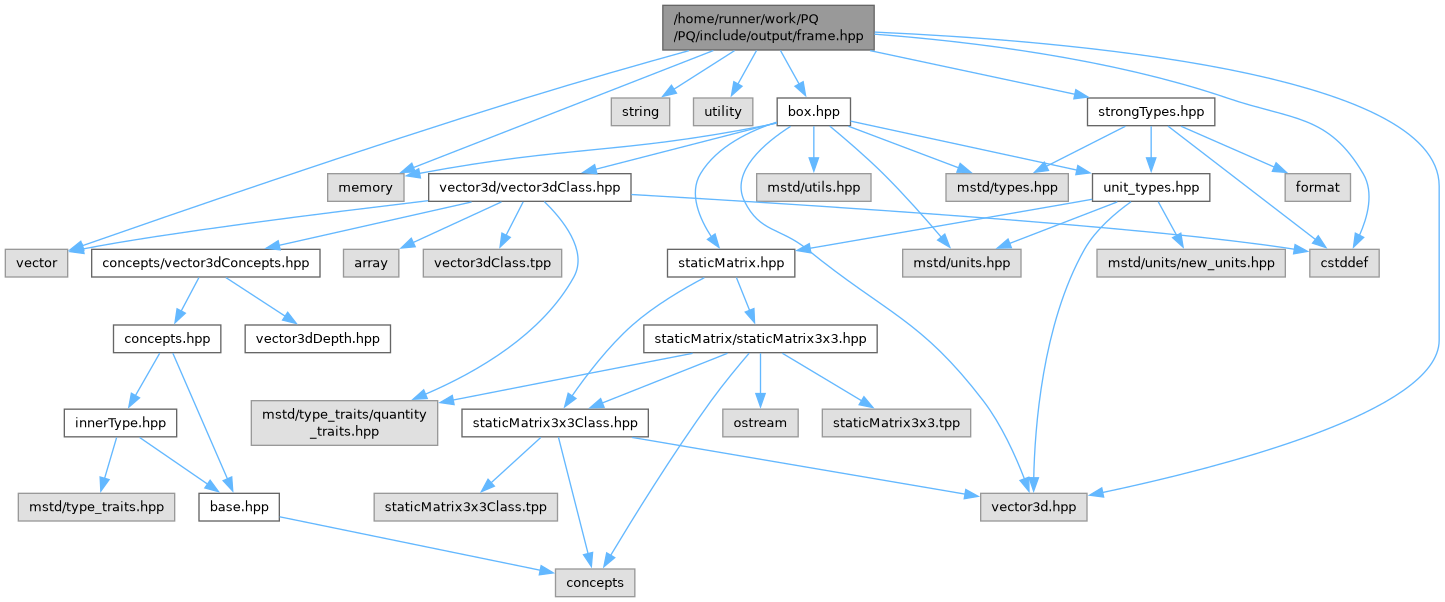 /home/runner/work/PQ
/PQ/include/output/frame.hpp
string
utility
box.hpp
strongTypes.hpp
memory
vector3d/vector3dClass.hpp
mstd/utils.hpp
mstd/types.hpp
unit_types.hpp
format
vector
concepts/vector3dConcepts.hpp
array
vector3dClass.tpp
staticMatrix.hpp
mstd/units.hpp
mstd/units/new_units.hpp
cstddef
concepts.hpp
vector3dDepth.hpp
staticMatrix/staticMatrix3x3.hpp
innerType.hpp
mstd/type_traits/quantity
_traits.hpp
staticMatrix3x3Class.hpp
ostream
staticMatrix3x3.tpp
mstd/type_traits.hpp
base.hpp
staticMatrix3x3Class.tpp
vector3d.hpp
concepts